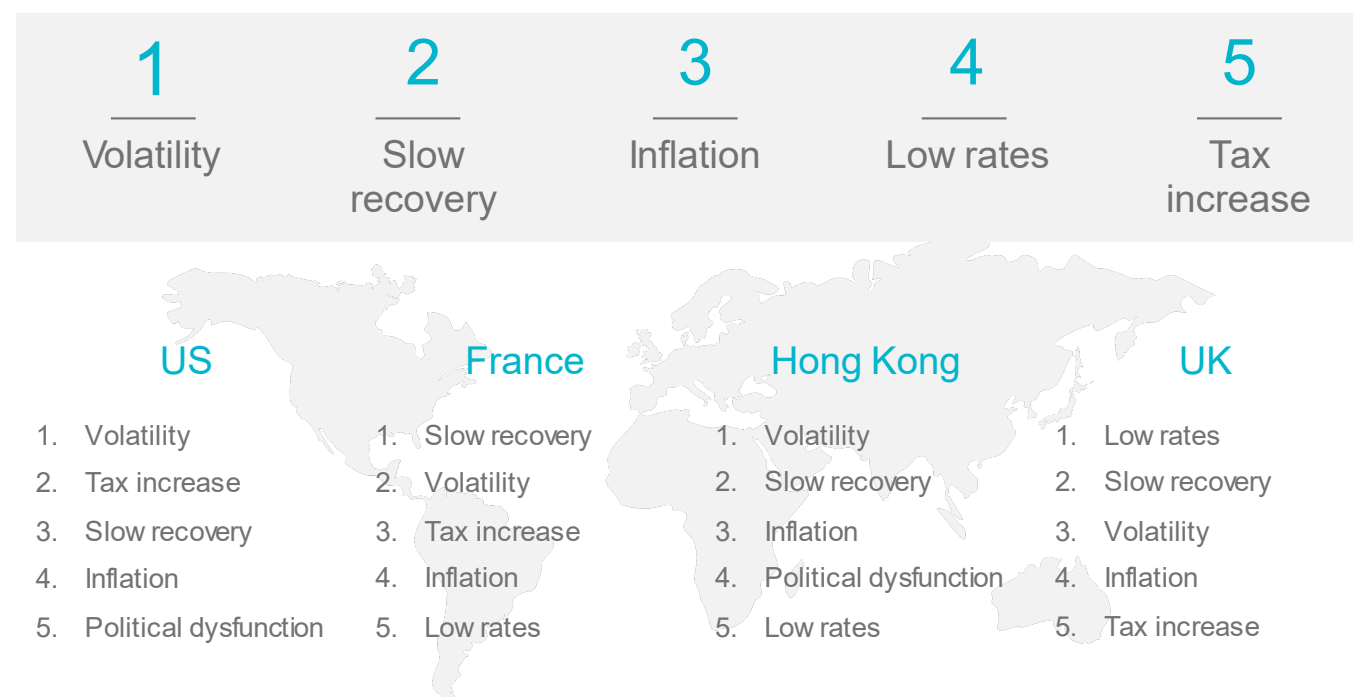 1
Volatility
2
Slow
recovery
3
Inflation
4
Low rates
5
Tax
increase
US
1. Volatility
2. Tax increase
3. Slow recovery
4. Inflation
5. Political dysfunction
France
1. Slow recovery
2. Volatility
3. Tax increase
4. Inflation
5. Low rates
Hong Kong
1. Volatility
2. Slow recovery
3. Inflation
4. Political dysfunction
5. Low rates
UK
1. Low rates
2. Slow recovery
3. Volatility
4. Inflation
5. Tax increase